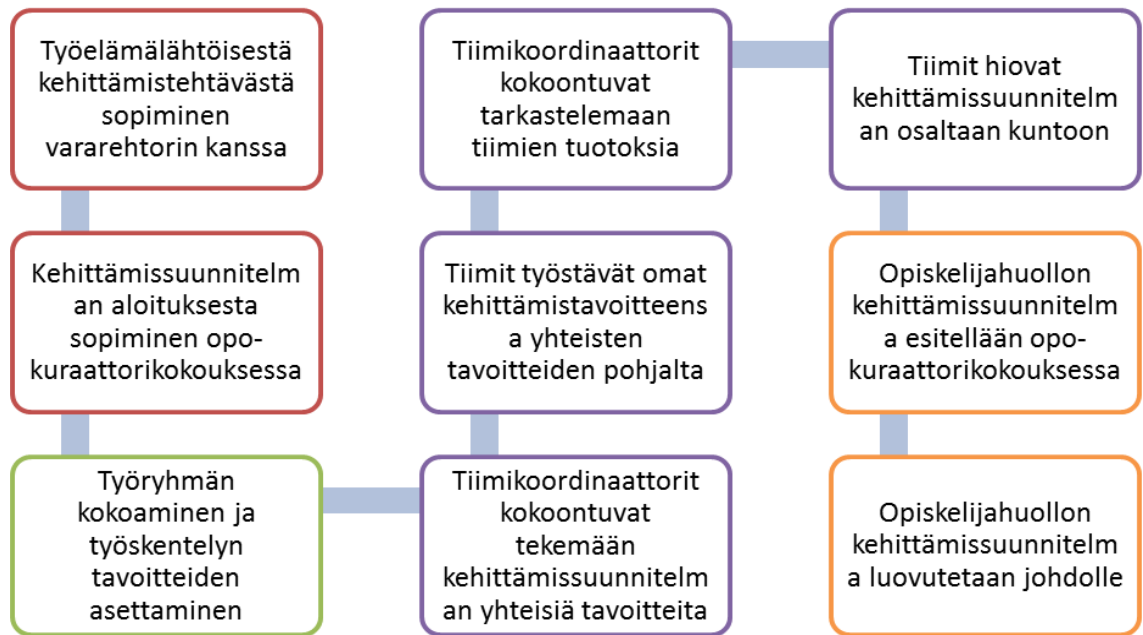 Työelämälähtöisestä
kehittämistehtävästä
sopiminen
vararehtorin kanssa
Kehittämissuunnitelm
an aloituksesta
sopiminen opo-
kuraattorikokouksessa
Työryhmän
kokoaminen ja
työskentelyn
tavoitteiden
asettaminen
Tiimikoordinaattorit
kokoontuvat
tekemään
kehittämissuunnitelm
an yhteisiä tavoitteita
Tiimit työstävät omat
kehittämistavoitteens
a yhteisten
tavoitteiden pohjalta
Tiimikoordinaattorit
kokoontuvat
tarkastelemaan
tiimien tuotoksia
Tiimit hiovat
kehittämissuunnitelm
an osaltaan kuntoon
Opiskelijahuollon
kehittämissuunnitelm
a esitellään opo-
kuraattorikokouksessa
Opiskelijahuollon
kehittämissuunnitelm
a luovutetaan johdolle